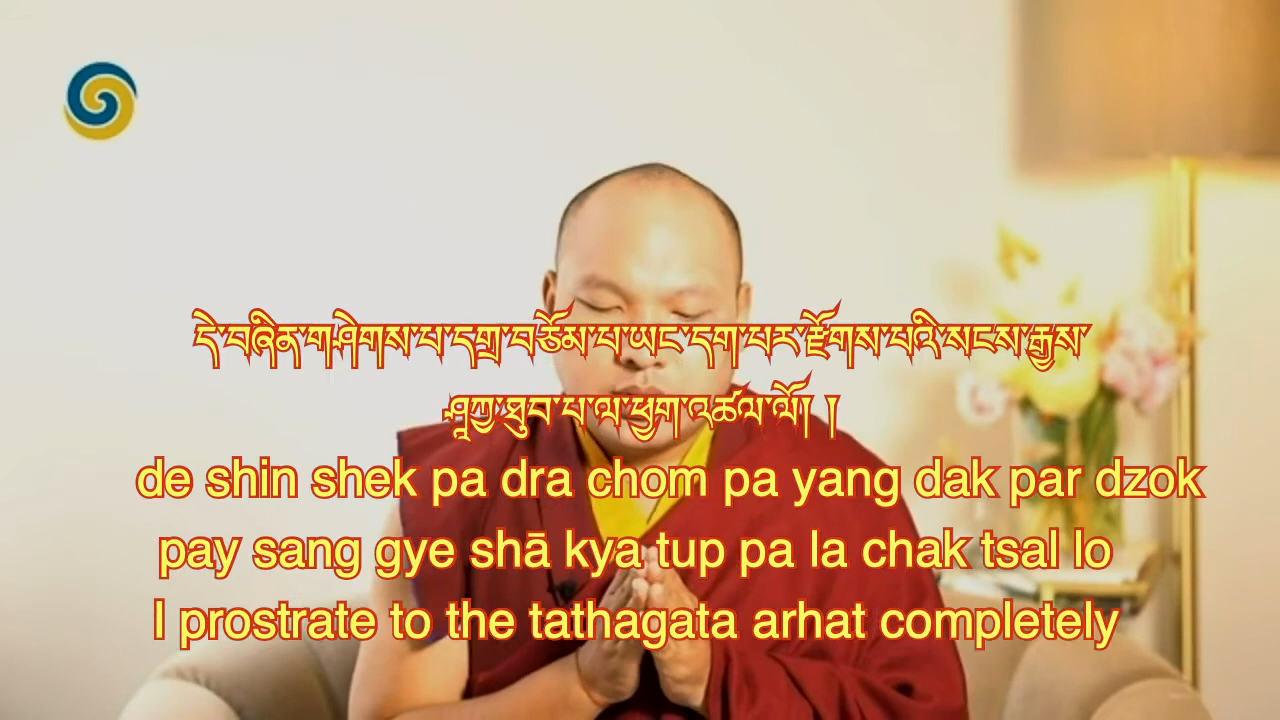 དེ་བཞིན་གཤེགས་པ་དགྲ་བཅོམ་པ་ཡང་དག་པར་རྫོགས་པའི་སངས་རྒྱས་
ཤཱཀྱ་ཐུབ་པ་ལ་ཕྱག་འཚལ་ལོ། །
de shin shek pa dra chom pa yang dak par dzok
pay sang gye shā kya tup pa la chak tsal lo
I prostrate to the tathagata arhat completely